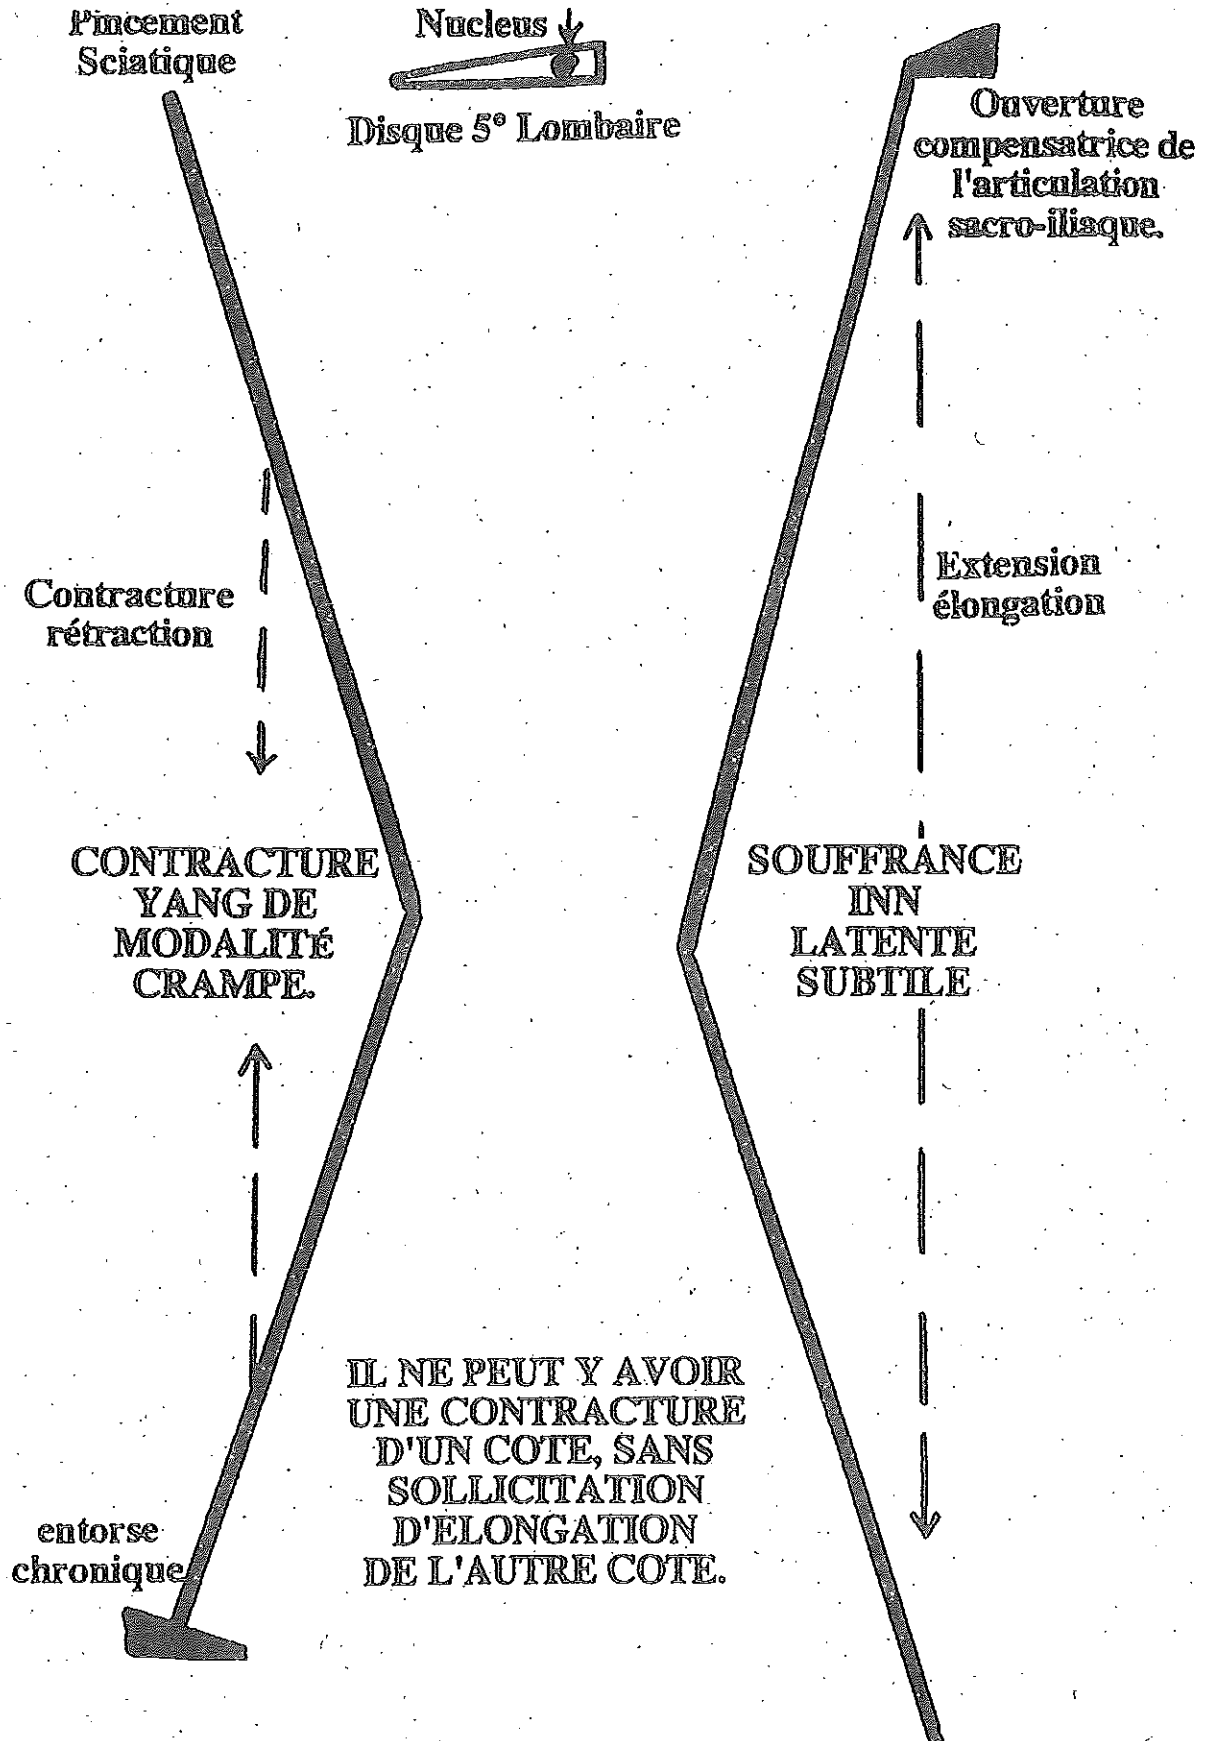 Pincement
Sciatique
Nucleus
Disque 5° Lombaire
Ouverture
compensatrice de
l'articulation
sacro-iliaque.
Contracture
rétraction
Extension
élongation
CONTRACTURE
YANG DE
MODALITÉ
CRAMPE.
SOUFFRANCE
INN
LATENTE
SUBTILE
IL NE PEUT Y AVOIR
UNE CONTRACTURE
D'UN COTE, SANS
SOLLICITATION
D'ELONGATION
DE L'AUTRE COTE.
entorse
chronique